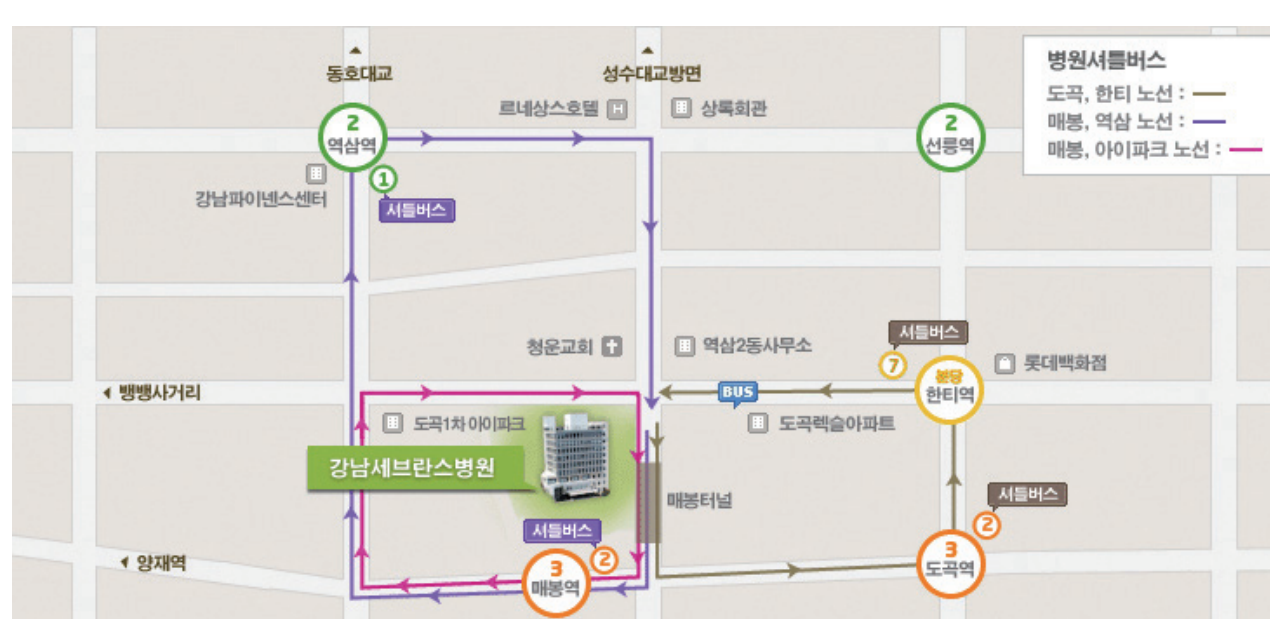 동호대교
성수대교방면
병원셔틀버스
도곡, 한티 노선 :
매봉, 역삼 노선 :
매봉, 아이파크 노선 :
르네상스호텔 H
상록회관
2
역삼역
2
선릉역
1
강남파이넨스센터
셔틀버스
청운교회
역삼2동사무소
셔틀버스
7
분당
한티역
롯데백화점
뱅뱅사거리
BUS
도곡1차 아이파크
도곡렉슬아파트
강남세브란스병원
매봉터널
셔틀버스
2
셔틀버스
2
양재역
3
매봉역
3
도곡역